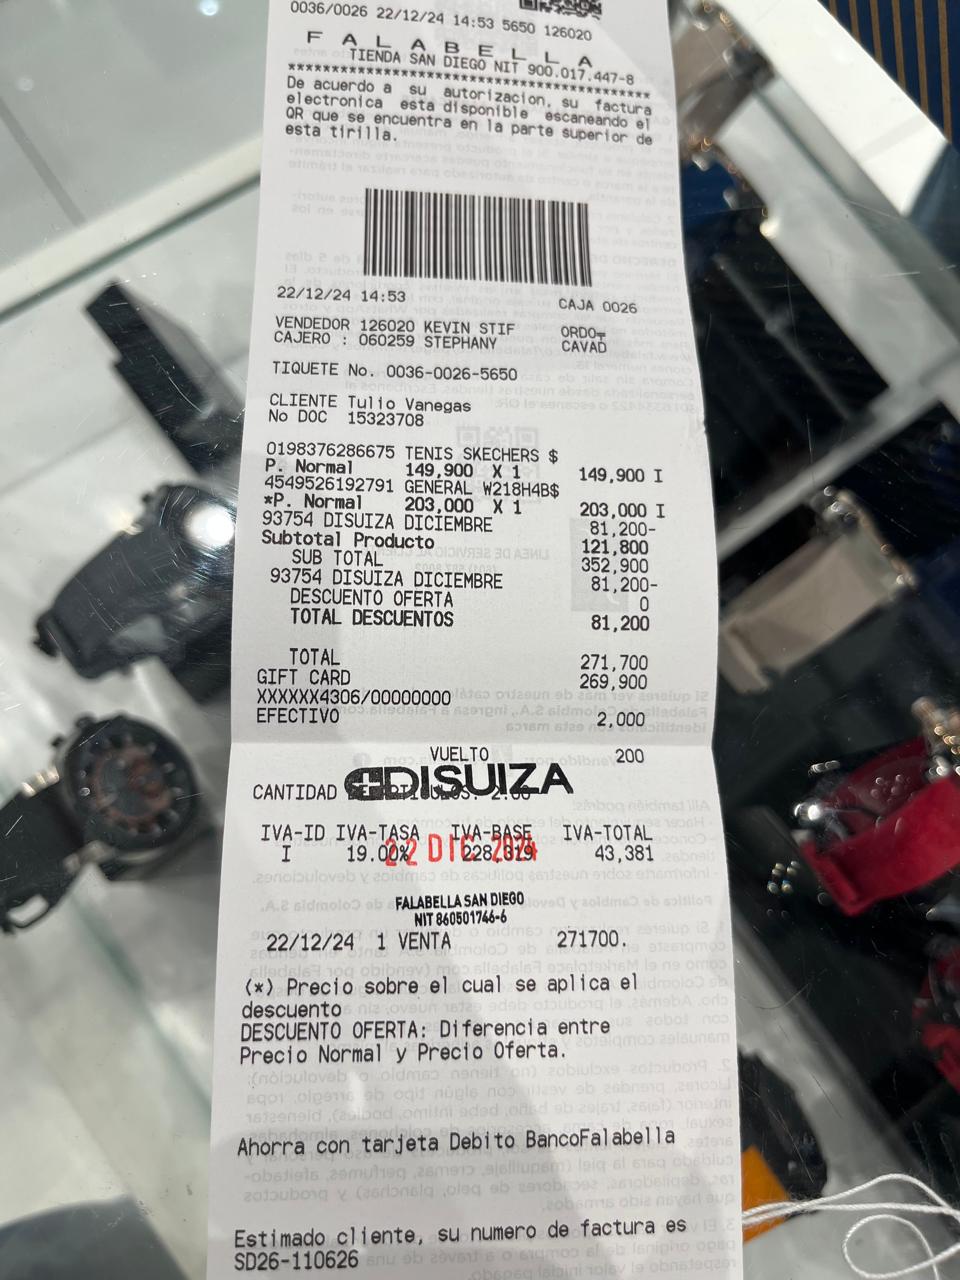 0036/0026 22/12/24 14:53 5650 126020
F A L A B E L L A
TIENDA SAN DIEGO NIT 900.017.447-8
****************************************
De acuerdo a su autorizacion, su factura
electronica esta disponible escaneando el
QR que se encuentra en la parte superior de
esta tirilla.
22/12/24 14:53 CAJA 0026
VENDEDOR 126020 KEVIN STIF ORDO
CAJERO : 060259 STEPHANY CAVAD
TIQUETE No. 0036-0026-5650
CLIENTE Tulio Vanegas
No DOC 15323708
0198376286675 TENIS SKECHERS $
P. Normal 149,900 X 1 149,900 I
4549526192791 GENERAL W218H4B$
*P. Normal 203,000 X 1 203,000 I
93754 DISUIZA DICIEMBRE 81,200-
Subtotal Producto 121,800
SUB TOTAL 352,900
93754 DISUIZA DICIEMBRE 81,200-
DESCUENTO OFERTA 0
TOTAL DESCUENTOS 81,200
TOTAL 271,700
GIFT CARD 269,900
XXXXXX4306/00000000
EFECTIVO 2,000
VUELTO 200
DISUIZA
CANTIDAD
IVA-ID IVA-TASA IVA-BASE IVA-TOTAL
I 19.00% 228,319 43,381
22 DIC 2024
FALABELLA SAN DIEGO
NIT 860501746-6
22/12/24 1 VENTA 271700.
(*) Precio sobre el cual se aplica el
descuento
DESCUENTO OFERTA: Diferencia entre
Precio Normal y Precio Oferta.
Ahorra con tarjeta Debito BancoFalabella
Estimado cliente, su numero de factura es
SD26-110626